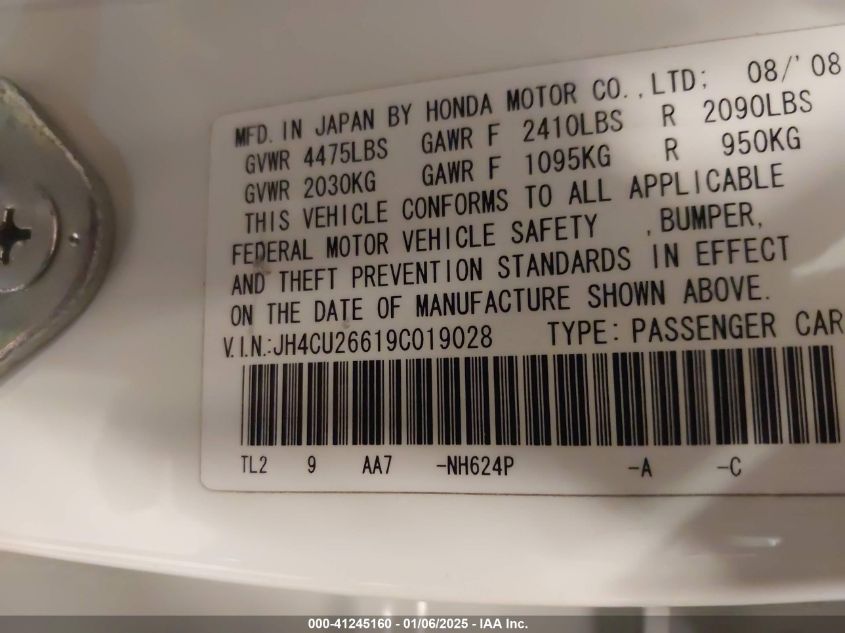 MFD. IN JAPAN BY HONDA MOTOR CO., LTD; 08/'08
GVWR 4475LBS GAWR F 2410LBS R 2090LBS
GVWR 2030KG GAWR F 1095KG R 950KG
THIS VEHICLE CONFORMS TO ALL APPLICABLE
FEDERAL MOTOR VEHICLE SAFETY , BUMPER,
AND THEFT PREVENTION STANDARDS IN EFFECT
ON THE DATE OF MANUFACTURE SHOWN ABOVE.
V.I.N.:JH4CU26619C019028 TYPE: PASSENGER CAR
TL2 9 AA7 -NH624P -A -C
000-41245160 - 01/06/2025 - IAA Inc.